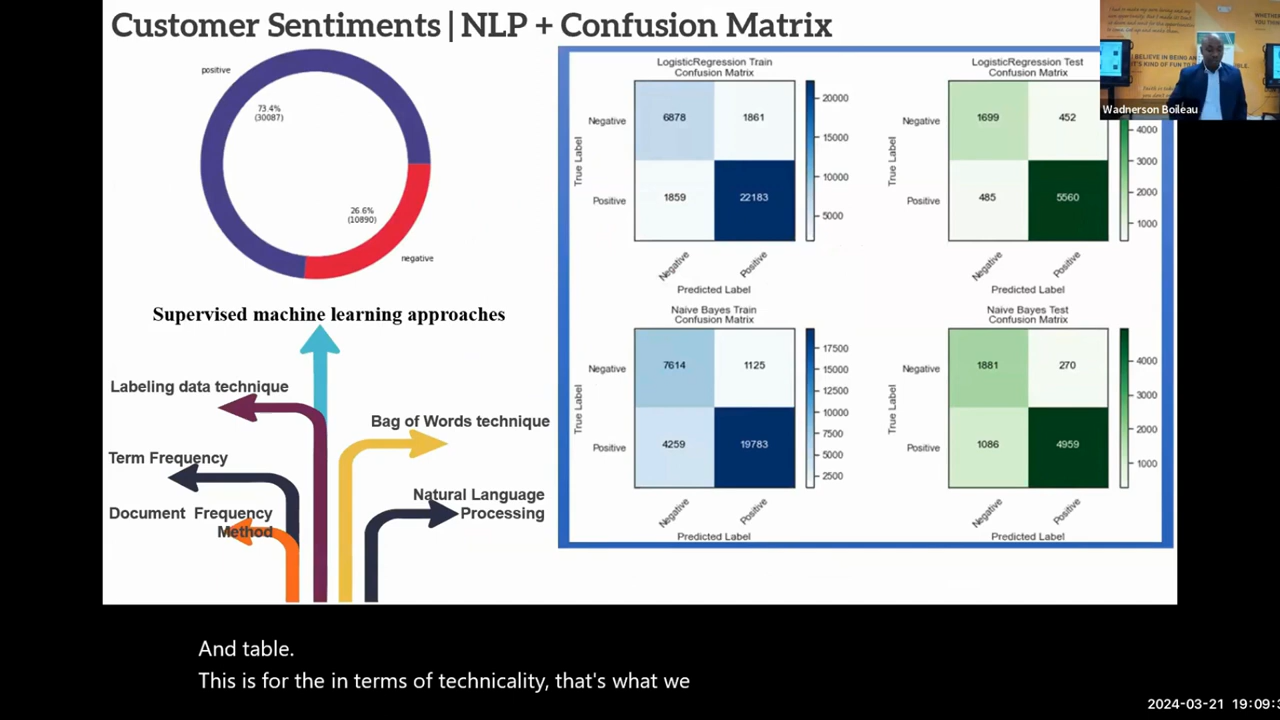 Customer Sentiments | NLP + Confusion Matrix
positive
73.4%
(30087)
26.6%
(10890)
negative
Supervised machine learning approaches
Labeling data technique
Bag of Words technique
Term Frequency
Natural Language
Processing
Document Frequency
Method
LogisticRegression Train
Confusion Matrix
True Label
Negative
6878
1861
Positive
1859
22183
Negative
Positive
Predicted Label
20000
15000
10000
5000
LogisticRegression Test
Confusion Matrix
True Label
Negative
1699
452
Positive
485
5560
Negative
Positive
Predicted Label
4000
3000
2000
1000
Naive Bayes Train
Confusion Matrix
True Label
Negative
7614
1125
Positive
4259
19783
Negative
Positive
Predicted Label
17500
15000
12500
10000
7500
5000
2500
Naive Bayes Test
Confusion Matrix
True Label
Negative
1881
270
Positive
1086
4959
Negative
Positive
Predicted Label
4000
3000
2000
1000
Wadnerson Boileau
And table.
This is for the in terms of technicality, that's what we
2024-03-21 19:09:3